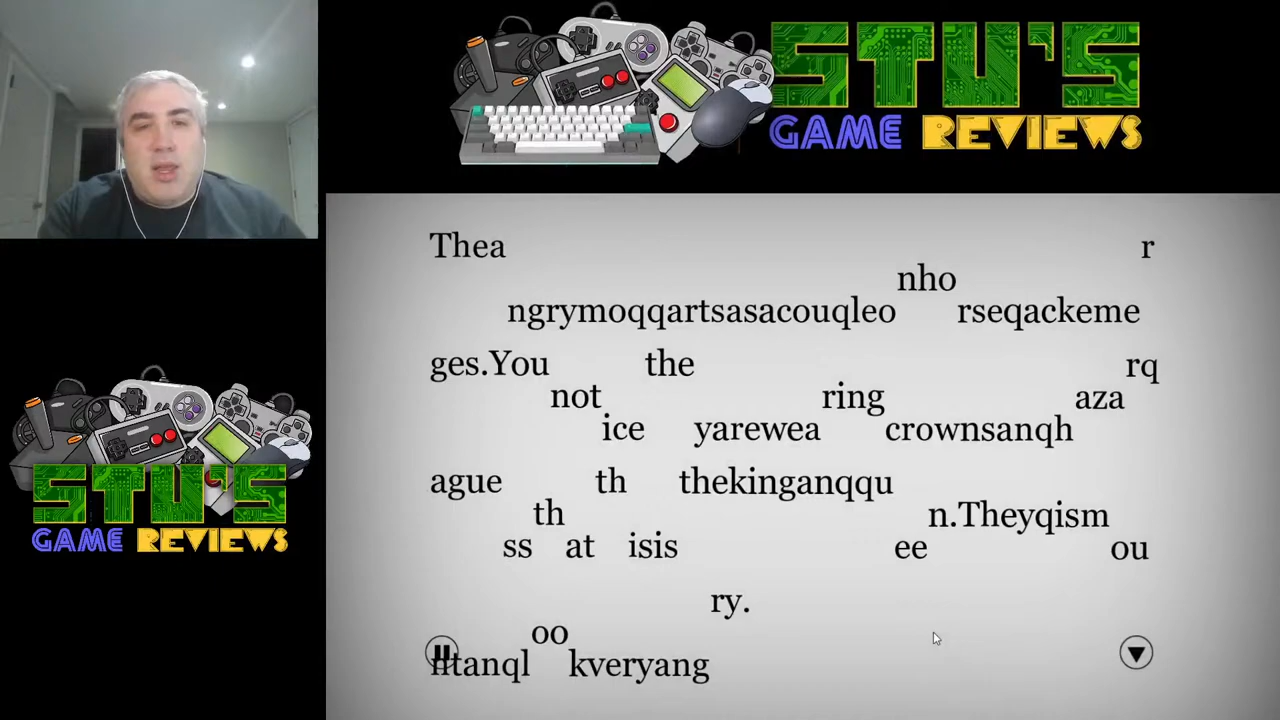 STU'S
GAME REVIEWS
Thea r
nho
ngrymoqqartsasacouqleo rseqackeme
ges.You the rq
not ring aza
ice yarewea crownsanqh
ague th thekinganqqu
th n.Theyqism
ss at isis ee ou
ry.
oo
ntanql kveryang
STU'S
GAME REVIEWS